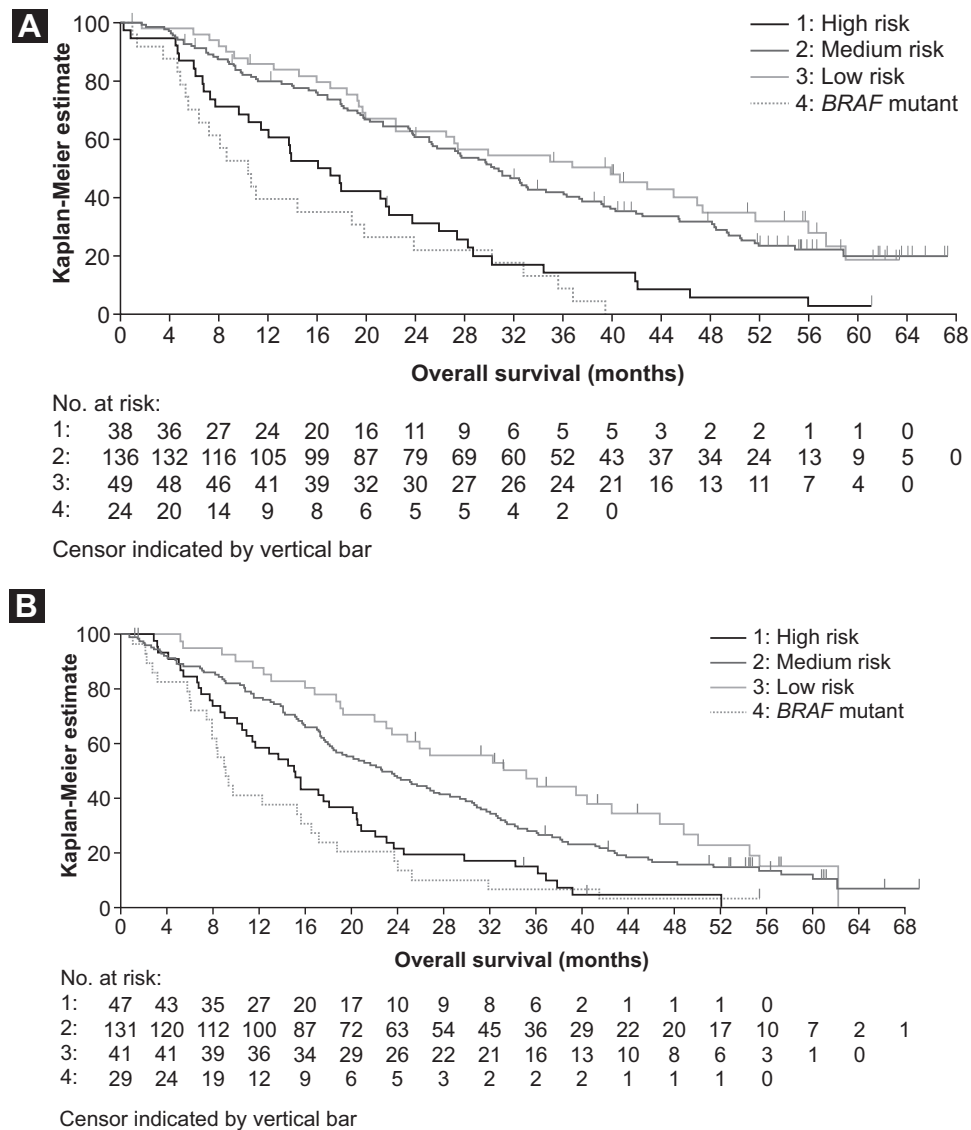 A
Kaplan-Meier estimate
100
80
60
40
20
0
1: High risk
2: Medium risk
3: Low risk
4: BRAF mutant
0 4 8 12 16 20 24 28 32 36 40 44 48 52 56 60 64 68
Overall survival (months)
No. at risk:
1: 38 36 27 24 20 16 11 9 6 5 5 3 2 2 1 1 0
2: 136 132 116 105 99 87 79 69 60 52 43 37 34 24 13 9 5 0
3: 49 48 46 41 39 32 30 27 26 24 21 16 13 11 7 4 0
4: 24 20 14 9 8 6 5 5 4 2 0
Censor indicated by vertical bar
B
Kaplan-Meier estimate
100
80
60
40
20
0
1: High risk
2: Medium risk
3: Low risk
4: BRAF mutant
0 4 8 12 16 20 24 28 32 36 40 44 48 52 56 62 64 68
Overall survival (months)
No. at risk:
1: 47 43 35 27 20 17 10 9 8 6 2 1 1 1 0
2: 131 120 112 100 87 72 63 54 45 36 29 22 20 17 10 7 2 1
3: 41 41 39 36 34 29 26 22 21 16 13 10 8 6 3 1 0
4: 29 24 19 12 9 6 5 3 2 2 2 1 1 1 0
Censor indicated by vertical bar